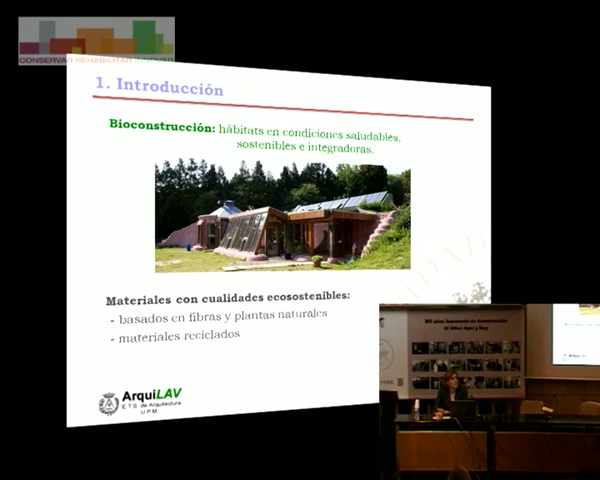 CONSERVAR REHABILITAR
1. Introducción
Bioconstrucción: hábitats en condiciones saludables,
sostenibles e integradoras.
Materiales con cualidades ecosostenibles:
- basados en fibras y plantas naturales
- materiales reciclados
ArquiLAV
ETS de Arquitectura
UPM